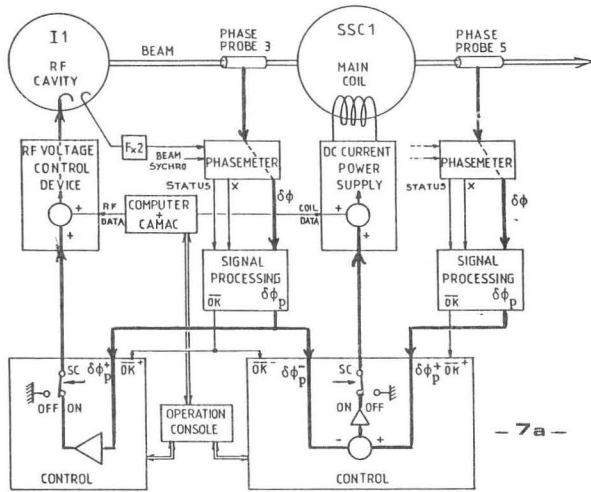 I1
RF
CAVITY
BEAM
PHASE
PROBE 3
SSC1
MAIN
COIL
PHASE
PROBE 5
RF VOLTAGE
CONTROL
DEVICE
+
+
Fx2
BEAM
SYCHRO
PHASEMETER
STATUS
X
δϕ
RF
DATA
COMPUTER
+
CAMAC
COIL
DATA
DC CURRENT
POWER
SUPPLY
+
+
PHASEMETER
STATUS
X
δϕ
SIGNAL
PROCESSING
OK δϕp
SIGNAL
PROCESSING
OK δϕp
SC
δϕp+
OK+
OFF
ON
CONTROL
OPERATION
CONSOLE
OK-
δϕp-
SC
ON OFF
δϕp+
OK+
- +
CONTROL
- 7a -